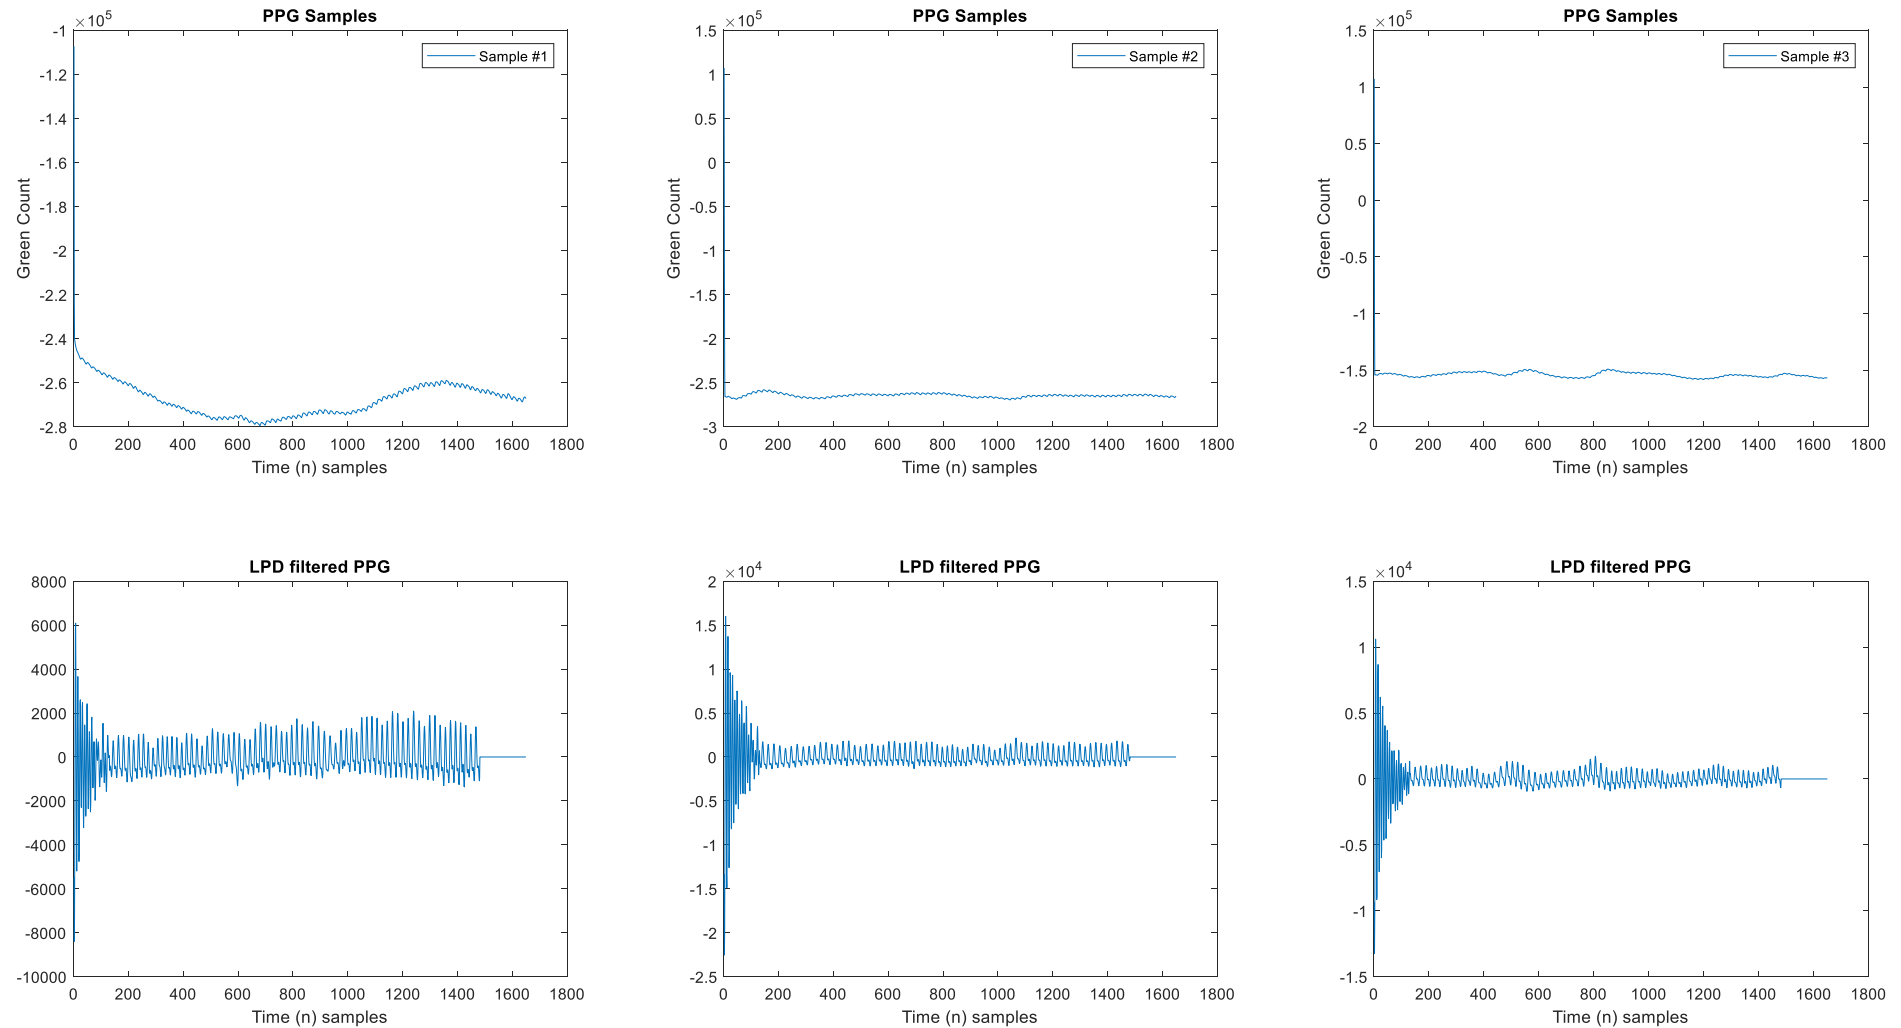 PPG Samples
×10^5
Sample #1
-1
-1.2
-1.4
-1.6
-1.8
-2
-2.2
-2.4
-2.6
-2.8
Green Count
0 200 400 600 800 1000 1200 1400 1600 1800
Time (n) samples
PPG Samples
×10^5
Sample #2
1.5
1
0.5
0
-0.5
-1
-1.5
-2
-2.5
-3
Green Count
0 200 400 600 800 1000 1200 1400 1600 1800
Time (n) samples
PPG Samples
×10^5
Sample #3
1.5
1
0.5
0
-0.5
-1
-1.5
-2
Green Count
0 200 400 600 800 1000 1200 1400 1600 1800
Time (n) samples
LPD filtered PPG
8000
6000
4000
2000
0
-2000
-4000
-6000
-8000
-10000
0 200 400 600 800 1000 1200 1400 1600 1800
Time (n) samples
LPD filtered PPG
×10^4
2
1.5
1
0.5
0
-0.5
-1
-1.5
-2
-2.5
0 200 400 600 800 1000 1200 1400 1600 1800
Time (n) samples
LPD filtered PPG
×10^4
1.5
1
0.5
0
-0.5
-1
-1.5
0 200 400 600 800 1000 1200 1400 1600 1800
Time (n) samples